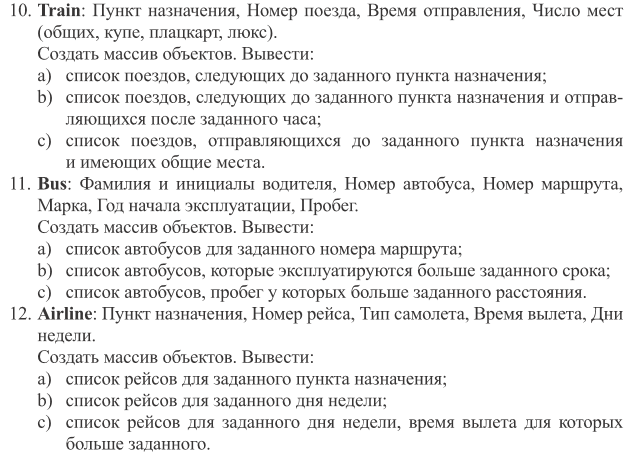 10. Train: Пункт назначения, Номер поезда, Время отправления, Число мест
(общих, купе, плацкарт, люкс).
Создать массив объектов. Вывести:
a) список поездов, следующих до заданного пункта назначения;
b) список поездов, следующих до заданного пункта назначения и отправ-
ляющихся после заданного часа;
c) список поездов, отправляющихся до заданного пункта назначения
и имеющих общие места.
11. Bus: Фамилия и инициалы водителя, Номер автобуса, Номер маршрута,
Марка, Год начала эксплуатации, Пробег.
Создать массив объектов. Вывести:
a) список автобусов для заданного номера маршрута;
b) список автобусов, которые эксплуатируются больше заданного срока;
c) список автобусов, пробег у которых больше заданного расстояния.
12. Airline: Пункт назначения, Номер рейса, Тип самолета, Время вылета, Дни
недели.
Создать массив объектов. Вывести:
a) список рейсов для заданного пункта назначения;
b) список рейсов для заданного дня недели;
c) список рейсов для заданного дня недели, время вылета для которых
больше заданного.